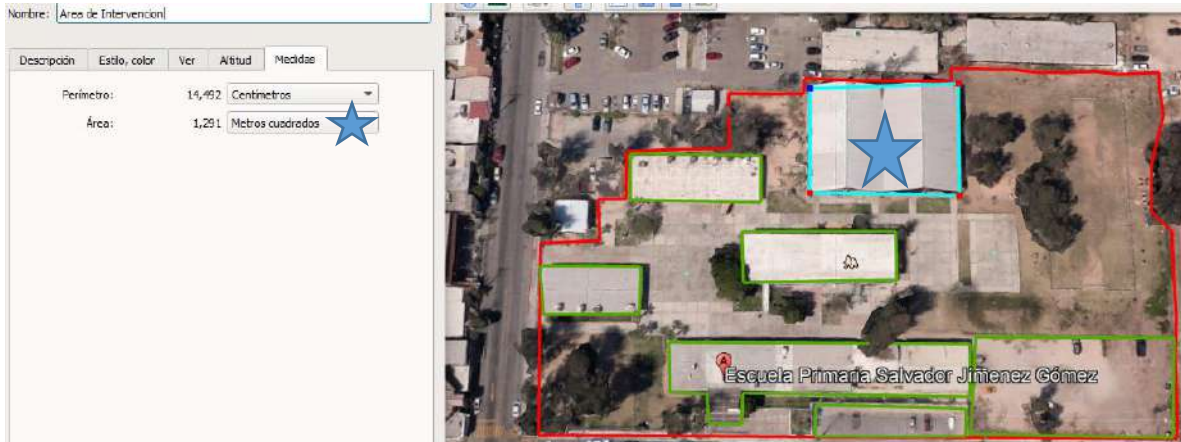 Nombre: Area de Intervencion
Descripción Estilo, color Ver Altitud Medidas
Perímetro: 14,492 Centímetros
Área: 1,291 Metros cuadrados
A
Escuela Primaria Salvador Jimenez Gómez